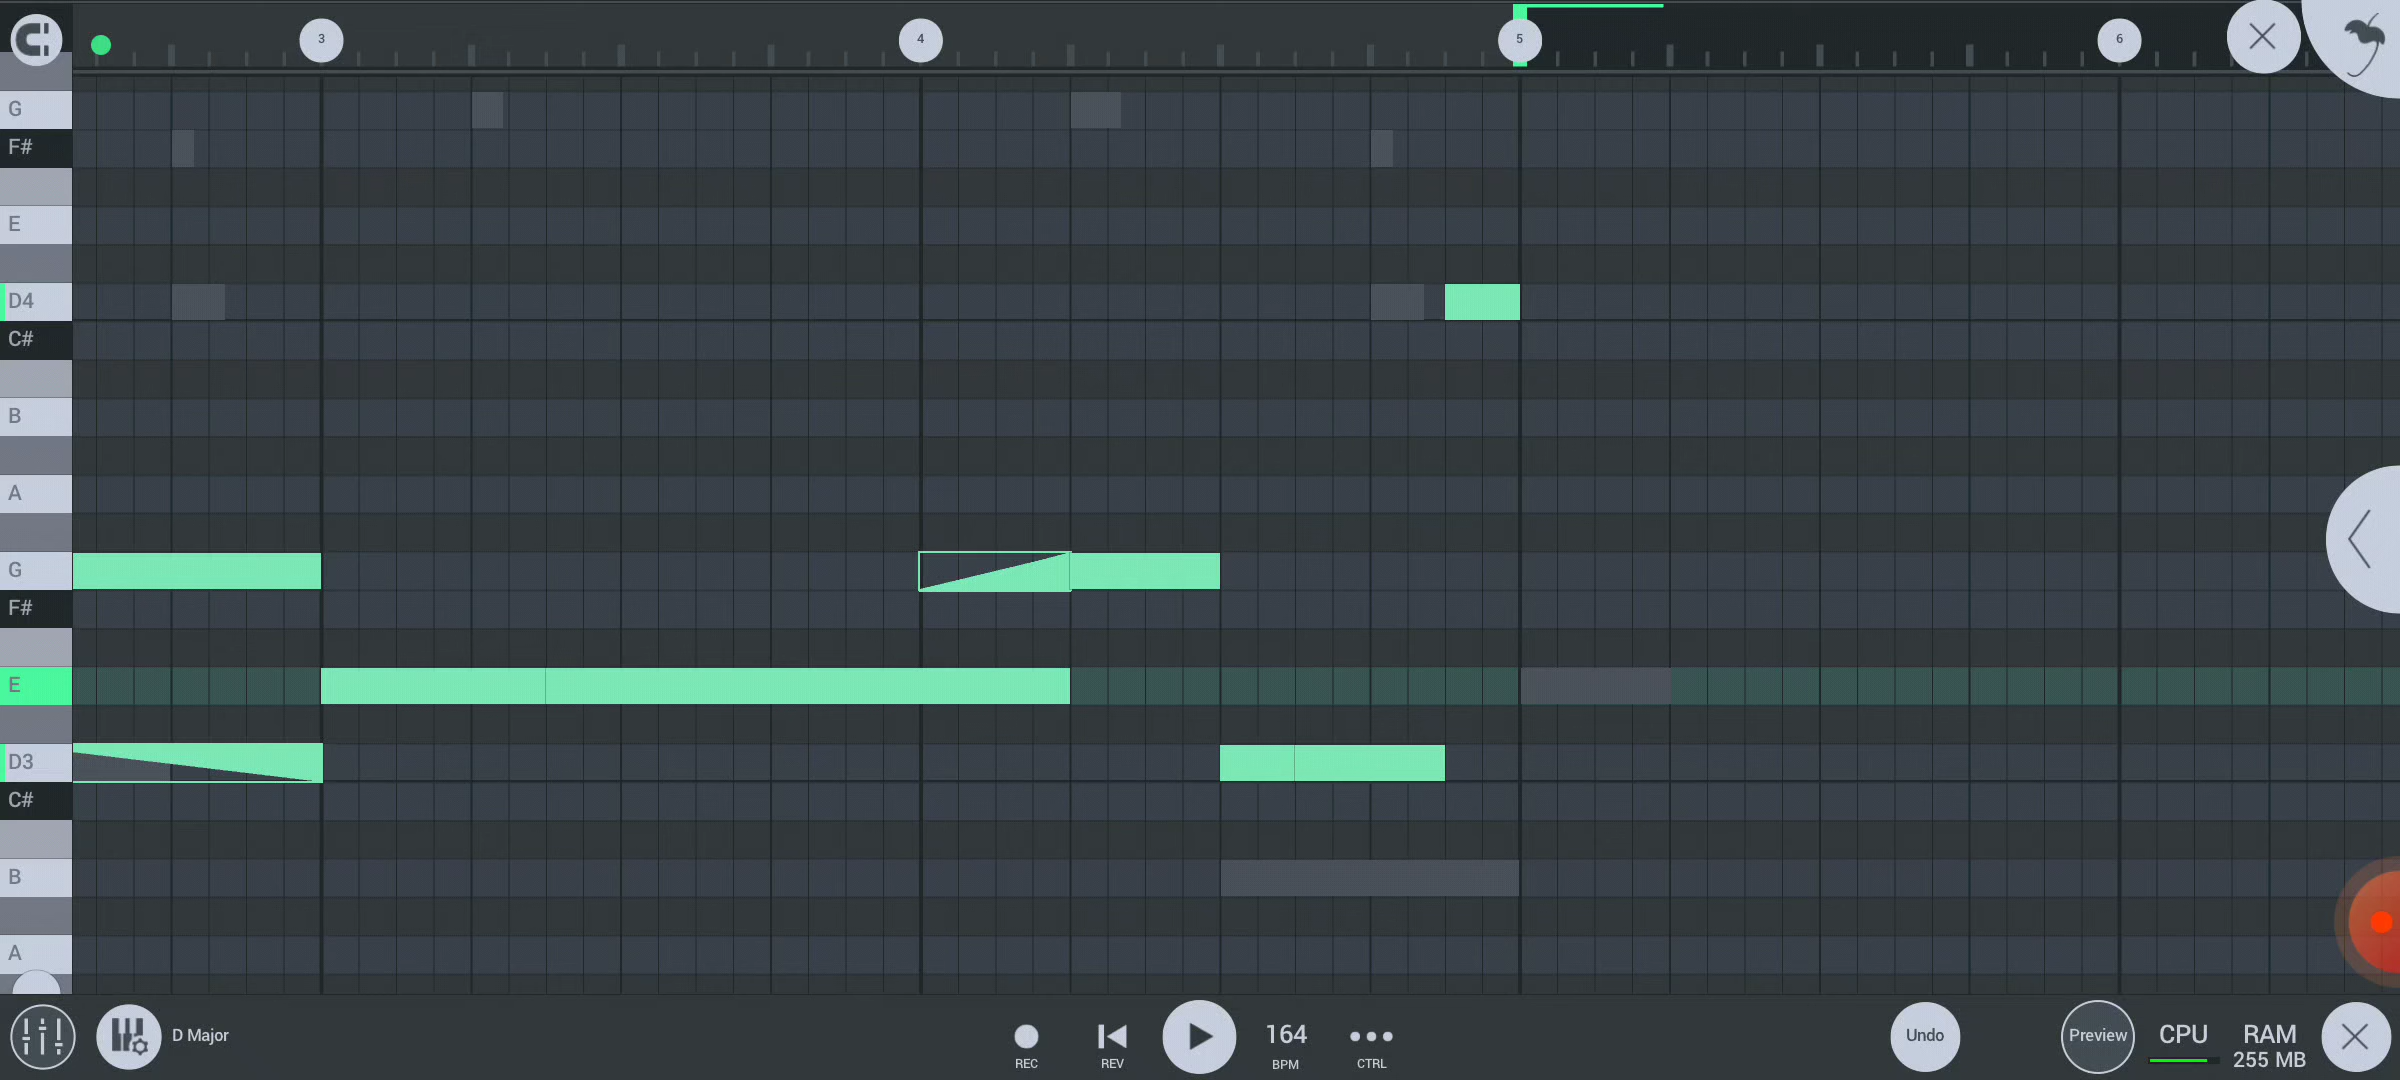 3 4 5 6
G
F#
E
D4
C#
B
A
G
F#
E
D3
C#
B
A
D Major
REC
REV
164
BPM
CTRL
Undo
Preview
CPU
RAM
255 MB